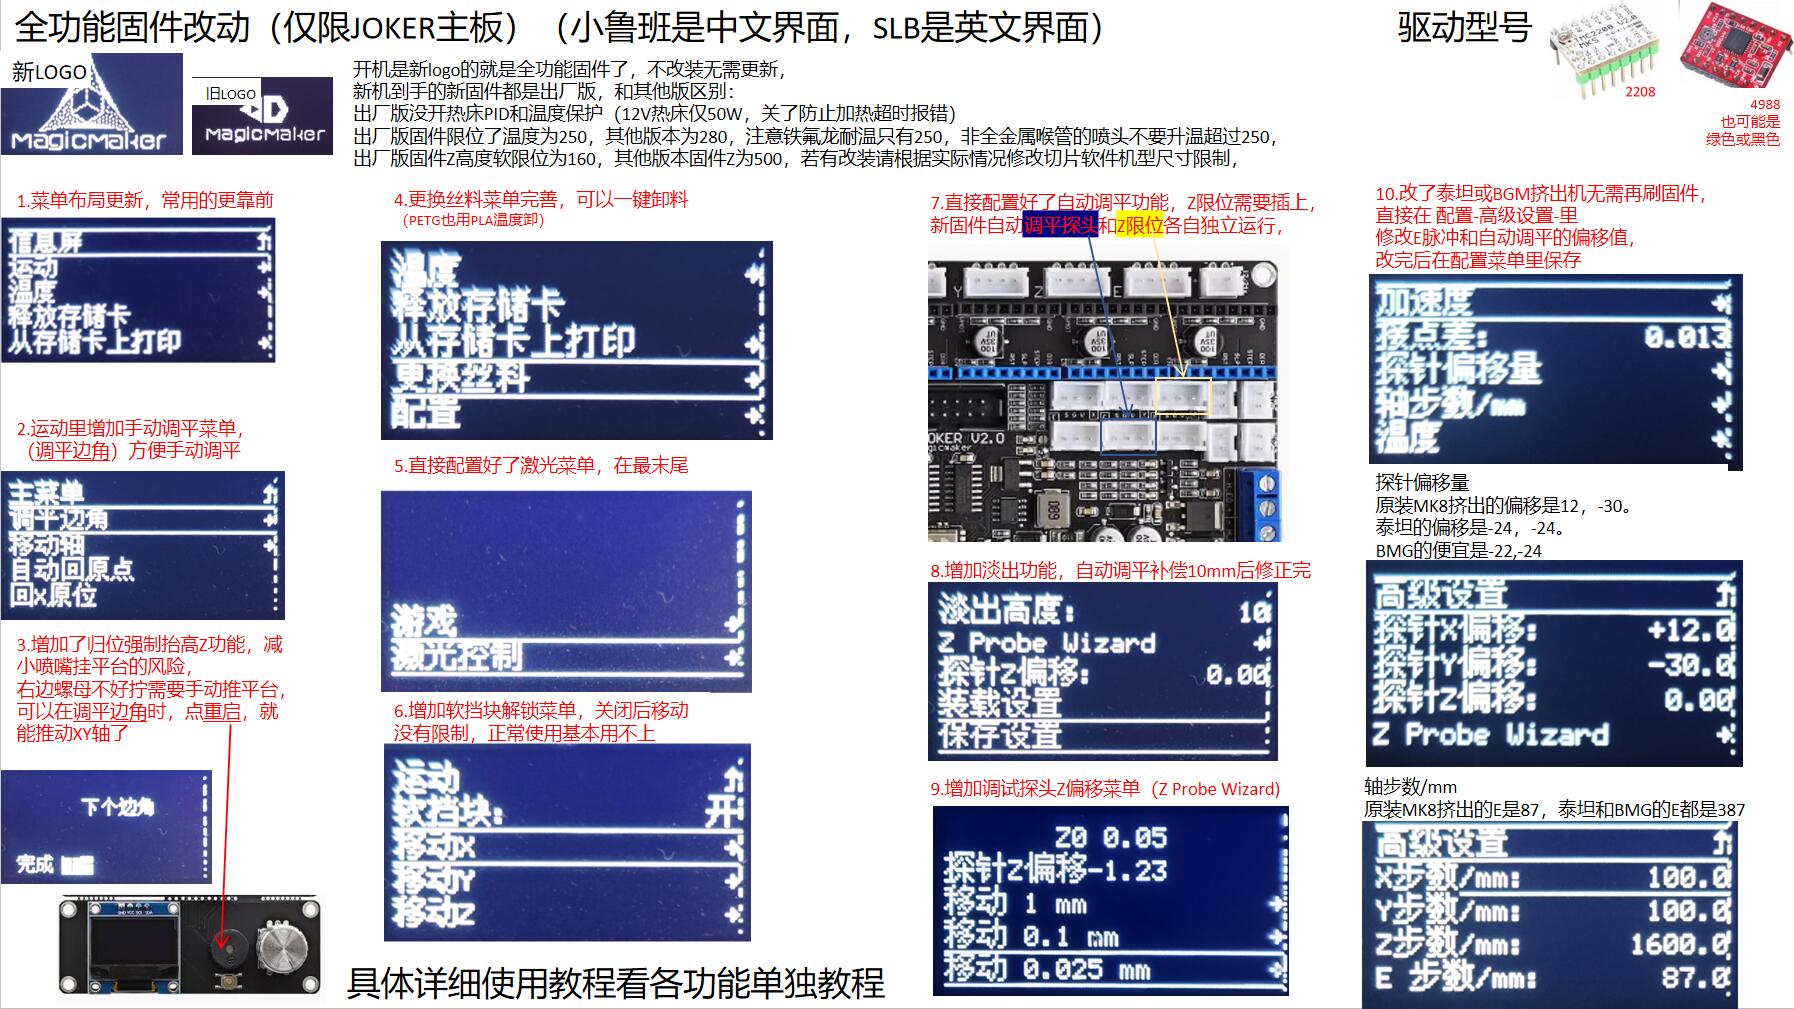 全功能固件改动（仅限JOKER主板）（小鲁班是中文界面，SLB是英文界面）
驱动型号
新LOGO
MagicMaker
旧LOGO
MagicMaker
开机是新logo的就是全功能固件了，不改装无需更新，
新机到手的新固件都是出厂版，和其他版区别：
出厂版没开热床PID和温度保护（12V热床仅50W，关了防止加热超时报错）
出厂版固件限位了温度为250，其他版本为280，注意铁氟龙耐温只有250，非全金属喉管的喷头不要升温超过250，
出厂版固件Z高度软限位为160，其他版本固件Z为500，若有改装请根据实际情况修改切片软件机型尺寸限制，
TMC2208 V2.0
MKS
2208
4988
也可能是
绿色或黑色
1.菜单布局更新，常用的更靠前
信息屏
运动
温度
释放存储卡
从存储卡上打印
2.运动里增加手动调平菜单，
（调平边角）方便手动调平
主菜单
调平边角
移动轴
自动回原点
回X原位
3.增加了归位强制抬高Z功能，减
小喷嘴挂平台的风险，
右边螺母不好拧需要手动推平台，
可以在调平边角时，点重启，就
能推动XY轴了
下个边角
完成
GND VCC SCL SDA
4.更换丝料菜单完善，可以一键卸料
（PETG也用PLA温度卸）
温度
释放存储卡
从存储卡上打印
更换丝料
配置
5.直接配置好了激光菜单，在最末尾
游戏
激光控制
6.增加软挡块解锁菜单，关闭后移动
没有限制，正常使用基本用不上
运动
软挡块: 开
移动X
移动Y
移动Z
具体详细使用教程看各功能单独教程
7.直接配置好了自动调平功能，Z限位需要插上，
新固件自动调平探头和Z限位各自独立运行，
Y Z E
JOKER V2.0
magicmaker
8.增加淡出功能，自动调平补偿10mm后修正完
淡出高度: 10
Z Probe Wizard
探针Z偏移: 0.00
装载设置
保存设置
9.增加调试探头Z偏移菜单（Z Probe Wizard)
Z0 0.05
探针Z偏移-1.23
移动 1 mm
移动 0.1 mm
移动 0.025 mm
10.改了泰坦或BGM挤出机无需再刷固件，
直接在 配置-高级设置-里
修改E脉冲和自动调平的偏移值，
改完后在配置菜单里保存
加速度
接点差: 0.013
探针偏移量
轴步数/mm
温度
探针偏移量
原装MK8挤出的偏移是12，-30。
泰坦的偏移是-24，-24。
BMG的便宜是-22,-24
高级设置
探针X偏移: +12.0
探针Y偏移: -30.0
探针Z偏移: 0.00
Z Probe Wizard
轴步数/mm
原装MK8挤出的E是87，泰坦和BMG的E都是387
高级设置
X步数/mm: 100.0
Y步数/mm: 100.0
Z步数/mm: 1600.0
E 步数/mm: 87.0